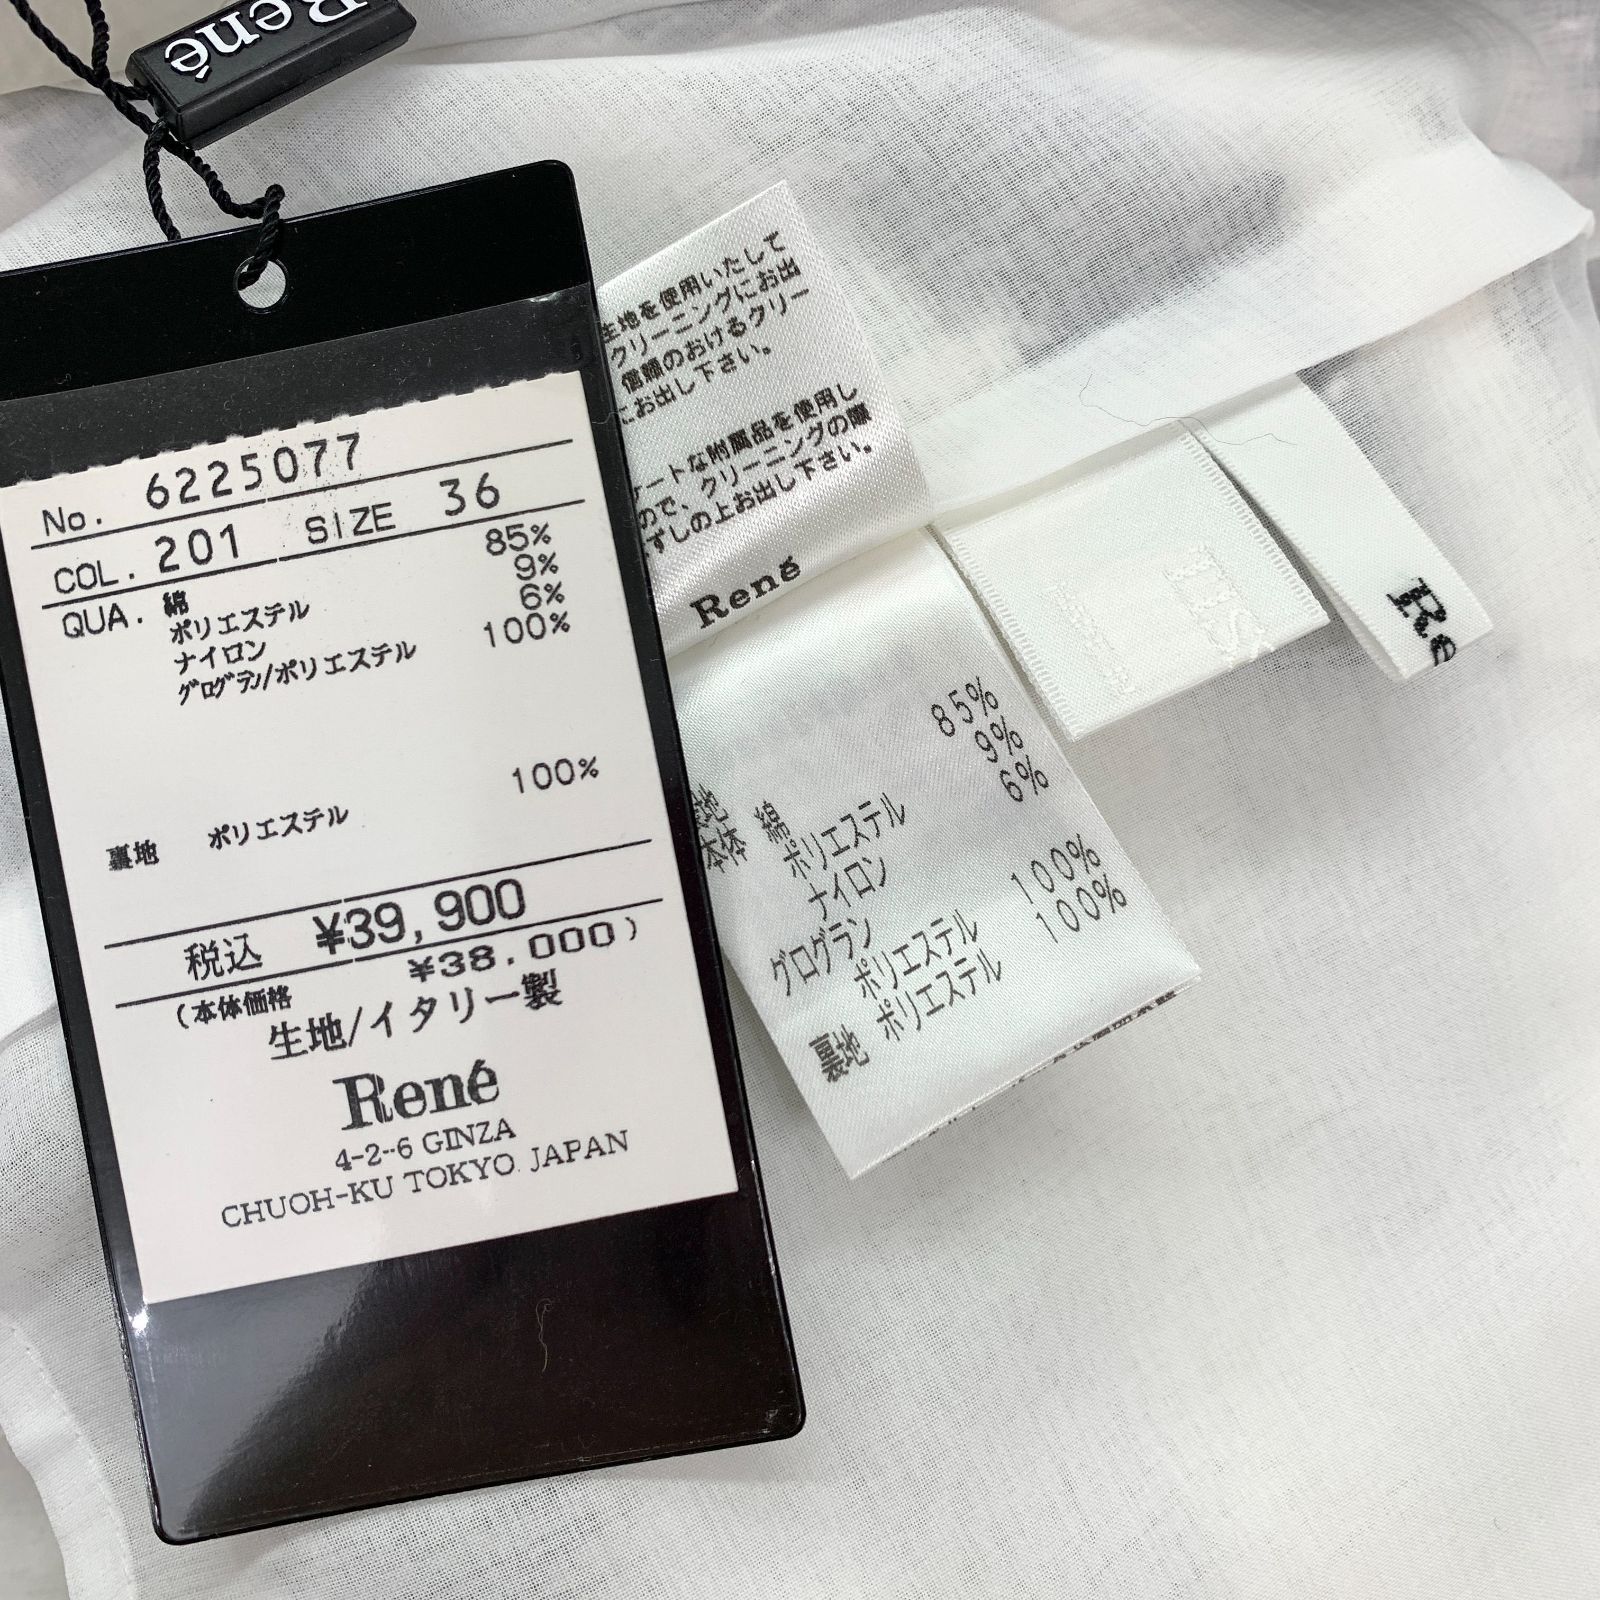 René
No. 6225077
COL. 201 SIZE 36
QUA. 綿 85%
ポリエステル 9%
ナイロン 6%
グログラン/ポリエステル 100%
裏地 ポリエステル 100%
税込 ¥39,900
(本体価格 ¥38.000)
生地/イタリー製
René
4-2-6 GINZA
CHUOH-KU TOKYO JAPAN
生地を使用いたして
クリーニングにお出
信頼のおけるクリー
にお出し下さい。
ートな附属品を使用し
ので、クリーニングの際
ずしの上お出し下さい。
René
本体 綿 85%
ポリエステル 9%
ナイロン 6%
グログラン
ポリエステル 100%
裏地 ポリエステル 100%
Re